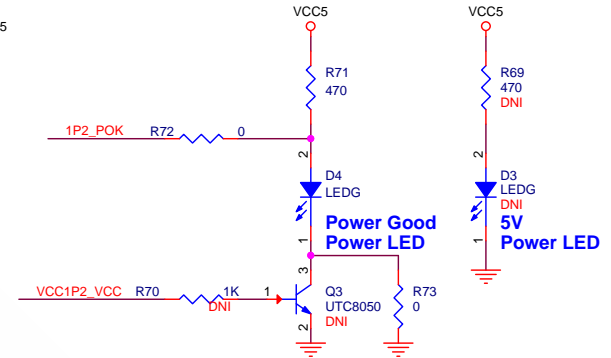 5
VCC5
VCC5
R71
470
R69
470
DNI
1P2_POK
R72
0
2
2
D4
LEDG
D3
LEDG
DNI
Power Good
Power LED
5V
Power LED
1
1
VCC1P2_VCC
R70
1K
DNI
1
3
Q3
UTC8050
DNI
2
R73
0